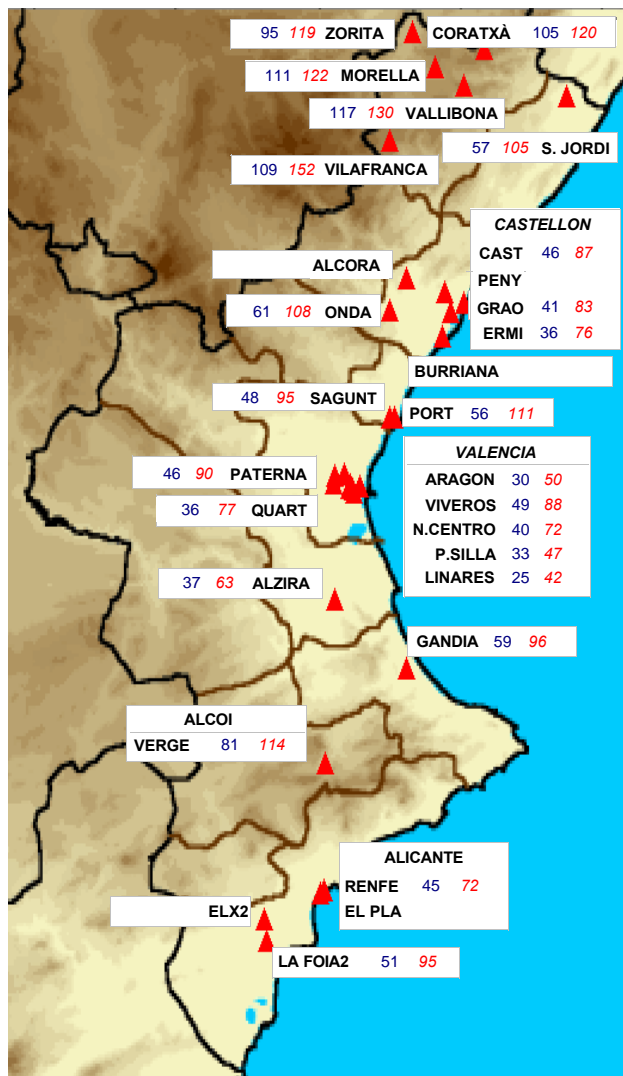 95 119 ZORITA
CORATXÀ 105 120
111 122 MORELLA
117 130 VALLIBONA
57 105 S. JORDI
109 152 VILAFRANCA
CASTELLON
CAST 46 87
PENY
GRAO 41 83
ERMI 36 76
ALCORA
61 108 ONDA
BURRIANA
48 95 SAGUNT
PORT 56 111
VALENCIA
ARAGON 30 50
VIVEROS 49 88
N.CENTRO 40 72
P.SILLA 33 47
LINARES 25 42
46 90 PATERNA
36 77 QUART
37 63 ALZIRA
GANDIA 59 96
ALCOI
VERGE 81 114
ALICANTE
RENFE 45 72
EL PLA
ELX2
LA FOIA2 51 95